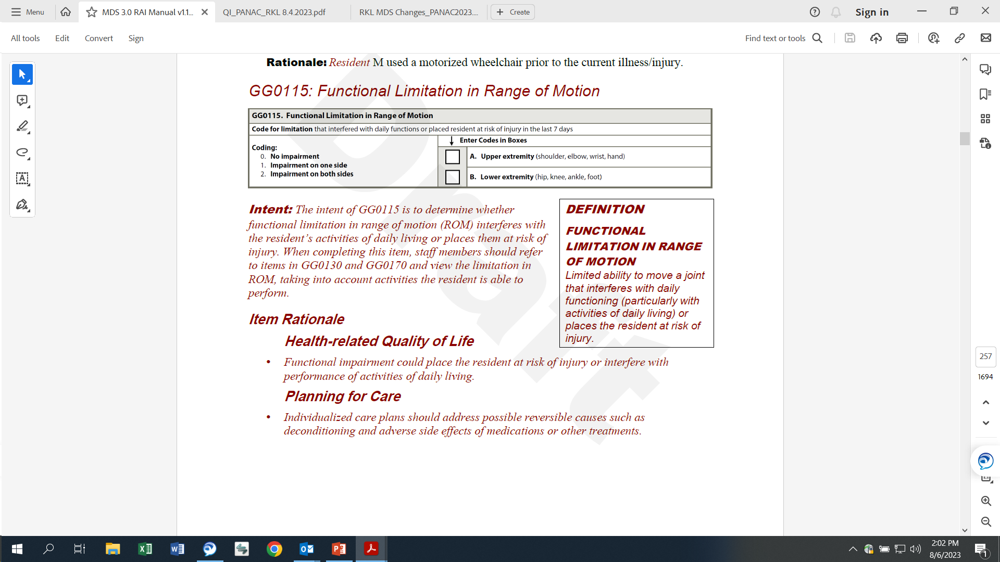 Menu
MDS 3.0 RAI Manual v1.1...
QI_PANAC_RKL 8.4.2023.pdf
RKL MDS Changes_PANAC2023....
Create
Sign in
All tools
Edit
Convert
Sign
Find text or tools
Rationale: Resident M used a motorized wheelchair prior to the current illness/injury.
GG0115: Functional Limitation in Range of Motion
GG0115. Functional Limitation in Range of Motion
Code for limitation that interfered with daily functions or placed resident at risk of injury in the last 7 days
Coding:
0. No impairment
1. Impairment on one side
2. Impairment on both sides
Enter Codes in Boxes
A. Upper extremity (shoulder, elbow, wrist, hand)
B. Lower extremity (hip, knee, ankle, foot)
Intent: The intent of GG0115 is to determine whether
functional limitation in range of motion (ROM) interferes with
the resident’s activities of daily living or places them at risk of
injury. When completing this item, staff members should refer
to items in GG0130 and GG0170 and view the limitation in
ROM, taking into account activities the resident is able to
perform.
DEFINITION
FUNCTIONAL
LIMITATION IN RANGE
OF MOTION
Limited ability to move a joint
that interferes with daily
functioning (particularly with
activities of daily living) or
places the resident at risk of
injury.
Item Rationale
Health-related Quality of Life
• Functional impairment could place the resident at risk of injury or interfere with
performance of activities of daily living.
Planning for Care
• Individualized care plans should address possible reversible causes such as
deconditioning and adverse side effects of medications or other treatments.
Draft
257
1694
2:02 PM
8/6/2023
1